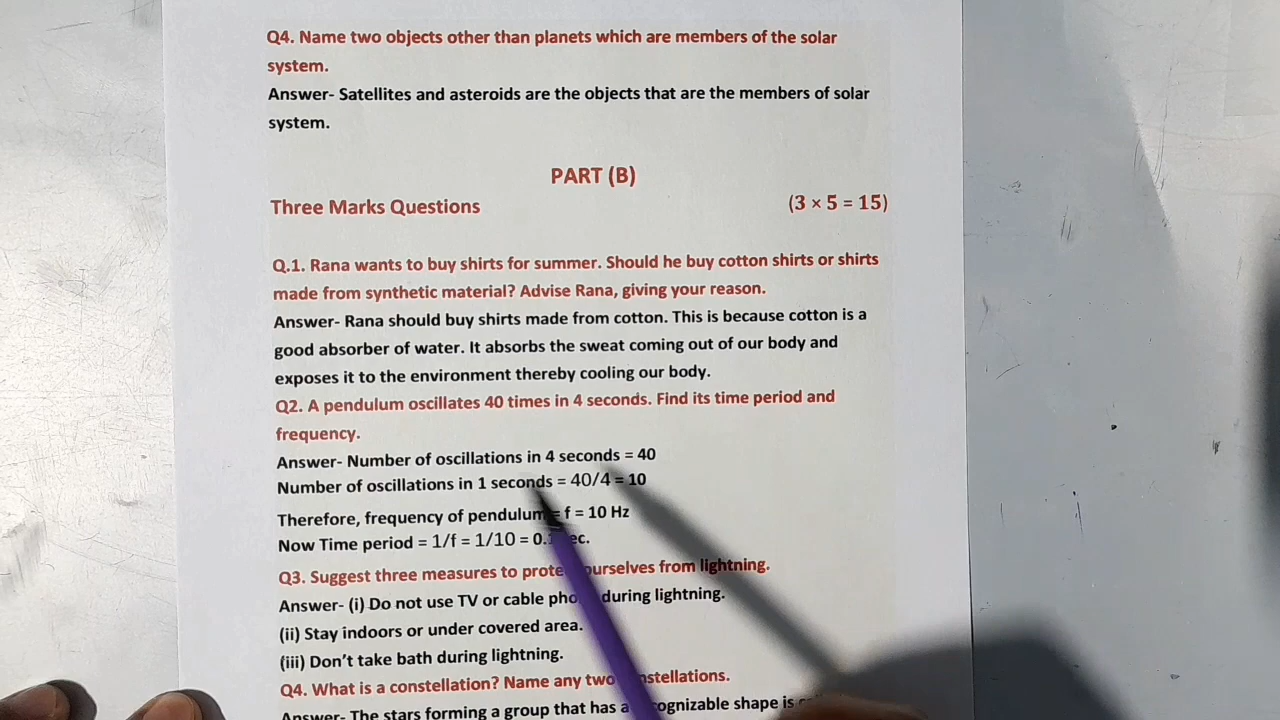 Q4. Name two objects other than planets which are members of the solar
system.
Answer- Satellites and asteroids are the objects that are the members of solar
system.
PART (B)
Three Marks Questions (3 × 5 = 15)
Q.1. Rana wants to buy shirts for summer. Should he buy cotton shirts or shirts
made from synthetic material? Advise Rana, giving your reason.
Answer- Rana should buy shirts made from cotton. This is because cotton is a
good absorber of water. It absorbs the sweat coming out of our body and
exposes it to the environment thereby cooling our body.
Q2. A pendulum oscillates 40 times in 4 seconds. Find its time period and
frequency.
Answer- Number of oscillations in 4 seconds = 40
Number of oscillations in 1 seconds = 40/4 = 10
Therefore, frequency of pendulum = f = 10 Hz
Now Time period = 1/f = 1/10 =
Q3. Suggest three measures to ourselves from lightning.
Answer- (i) Do not use TV or cable during lightning.
(ii) Stay indoors or under covered area.
(iii) Don't take bath during lightning.
Q4. What is a constellation? Name any two
Answer- The stars forming a group that has a shape is